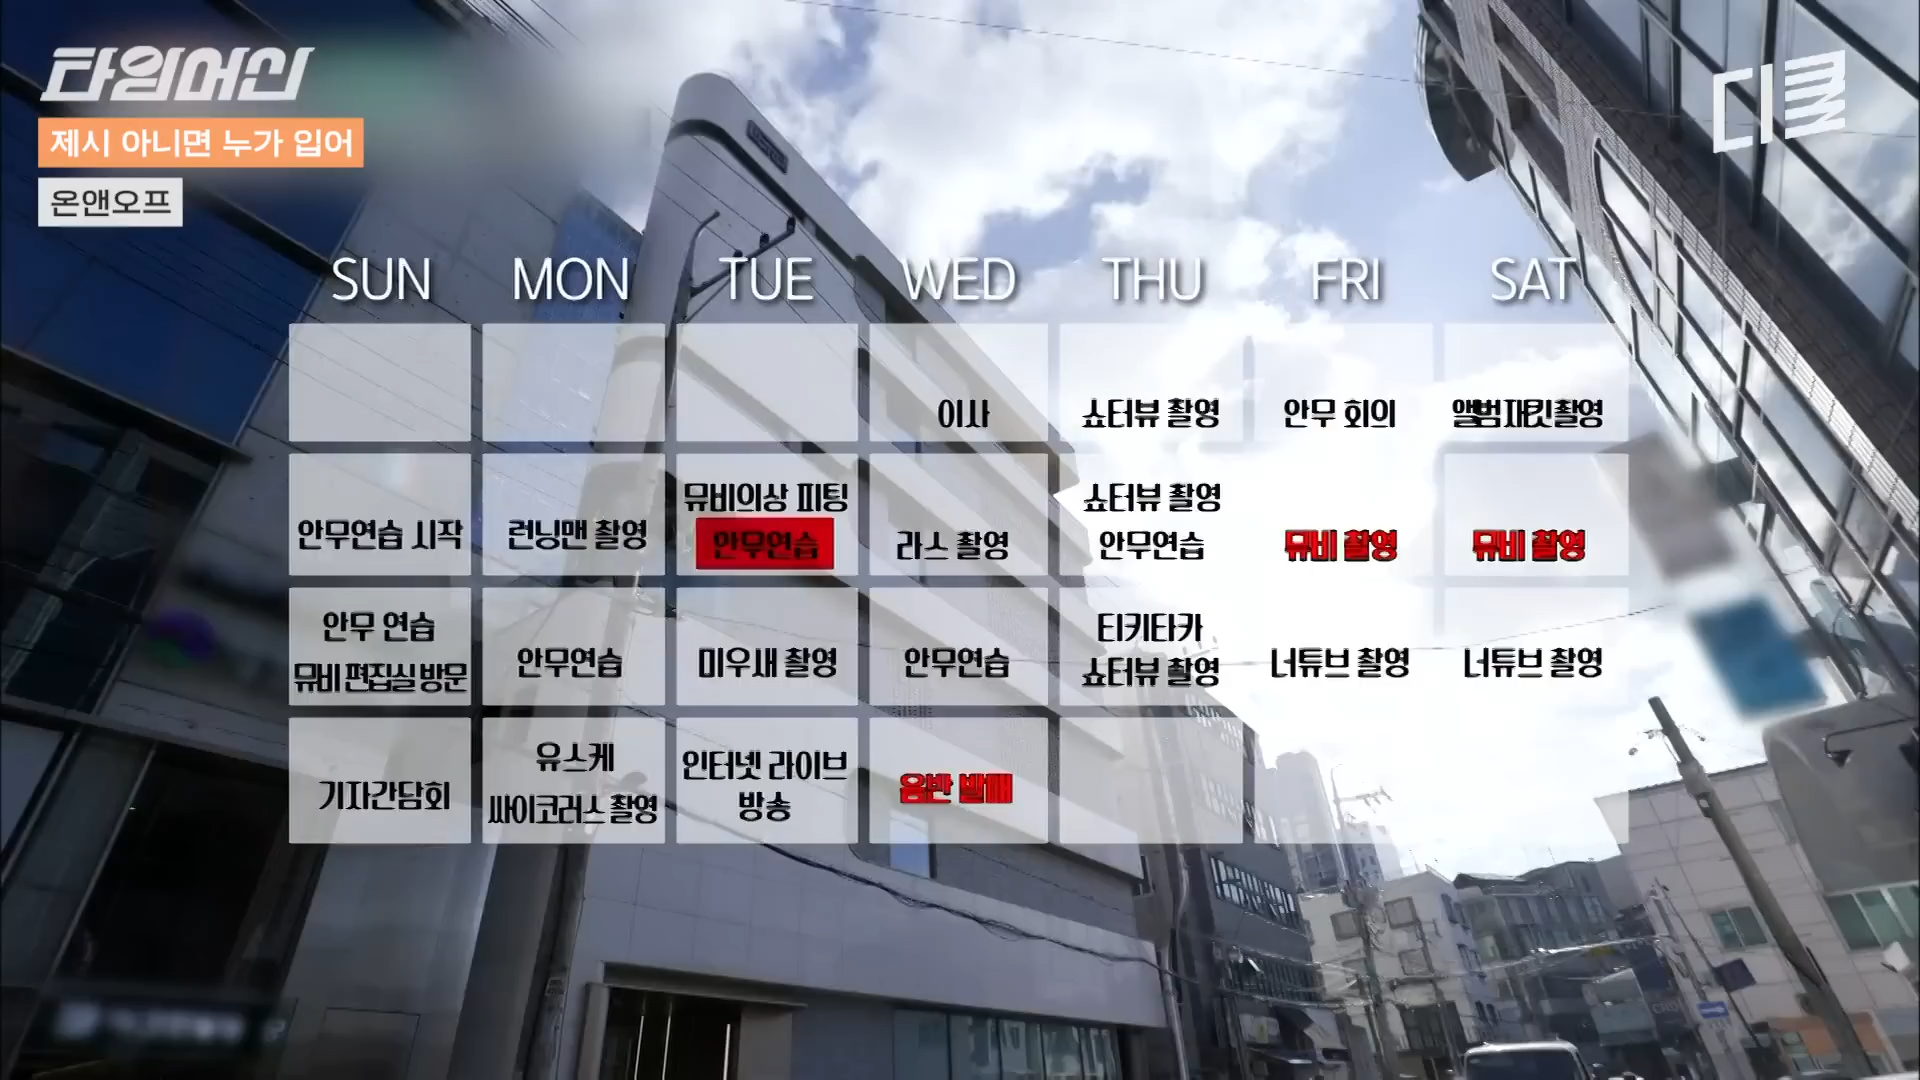 타임머신
제시 아니면 누가 입어
온앤오프
디글
SUN MON TUE WED THU FRI SAT
이사
쇼터뷰 촬영
안무 회의
앨범재킷촬영
안무연습 시작
런닝맨 촬영
뮤비의상 피팅
안무연습
라스 촬영
쇼터뷰 촬영
안무연습
뮤비 촬영
뮤비 촬영
안무 연습
뮤비 편집실 방문
안무연습
미우새 촬영
안무연습
티키타카
쇼터뷰 촬영
너튜브 촬영
너튜브 촬영
기자간담회
유스케
싸이코러스 촬영
인터넷 라이브
방송
음반 발매